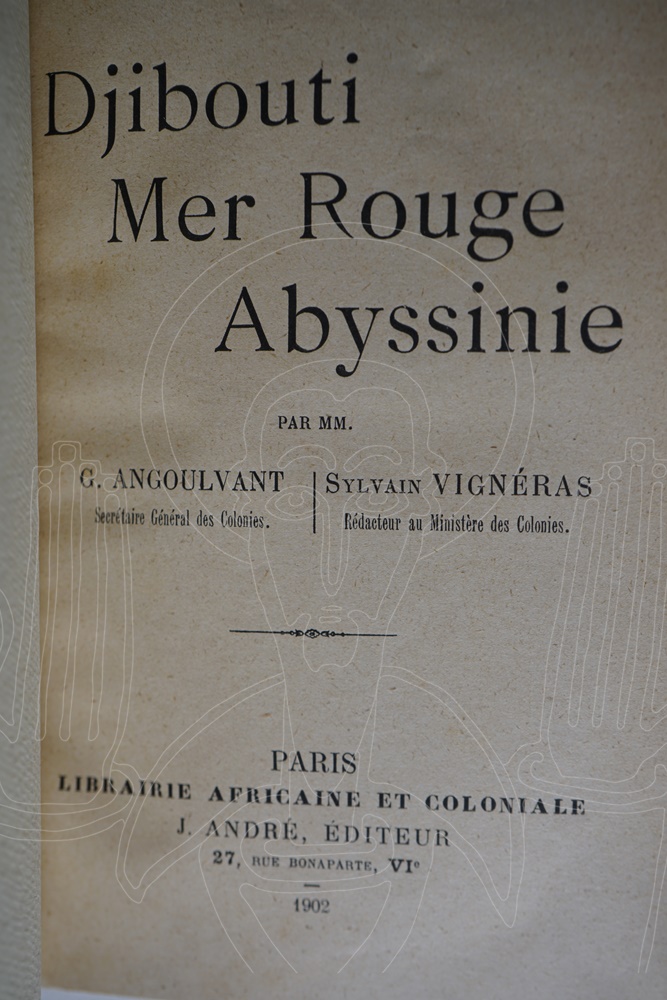 Djibouti
Mer Rouge
Abyssinie
PAR MM.
G. ANGOULVANT
Secrétaire Général des Colonies.
SYLVAIN VIGNÉRAS
Rédacteur au Ministère des Colonies.
PARIS
LIBRAIRIE AFRICAINE ET COLONIALE
J. ANDRÉ, ÉDITEUR
27, RUE BONAPARTE, VIe
1902